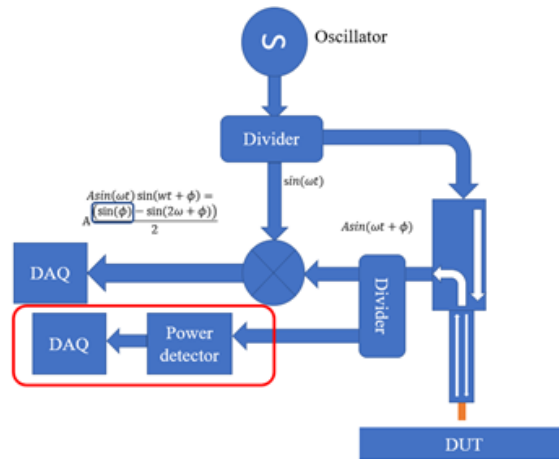 Oscillator
Divider
sin(ωt)
Asin(ωt) sin(wt + ϕ) =
A (sin(ϕ) − sin(2ω + ϕ))
2
Asin(ωt + ϕ)
DAQ
Divider
DAQ
Power
detector
DUT